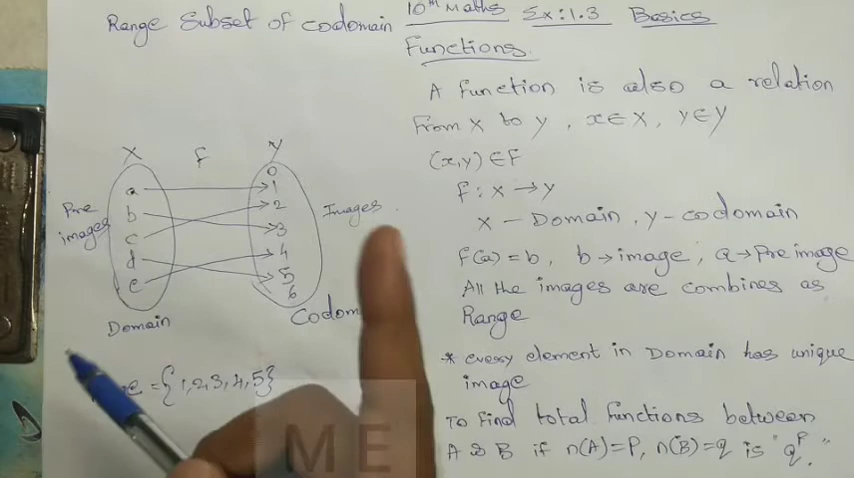 Range Subset of codomain
10th Maths Ex:1.3 Basics
Functions.
A function is also a relation
From X to Y, x∈X, y∈Y
(x,y)∈F
f: X → Y
X - Domain, Y - codomain
f(a) = b, b → image, a → Pre image
All the images are combines as
Range
* every element in Domain has unique
image
To Find total functions between
A & B if n(A)=P, n(B)=q is "q^P."
X F Y
Pre
images
a
b
c
d
e
0
1
2
3
4
5
6
Images
Domain
Codom
= {1,2,3,4,5}
ME